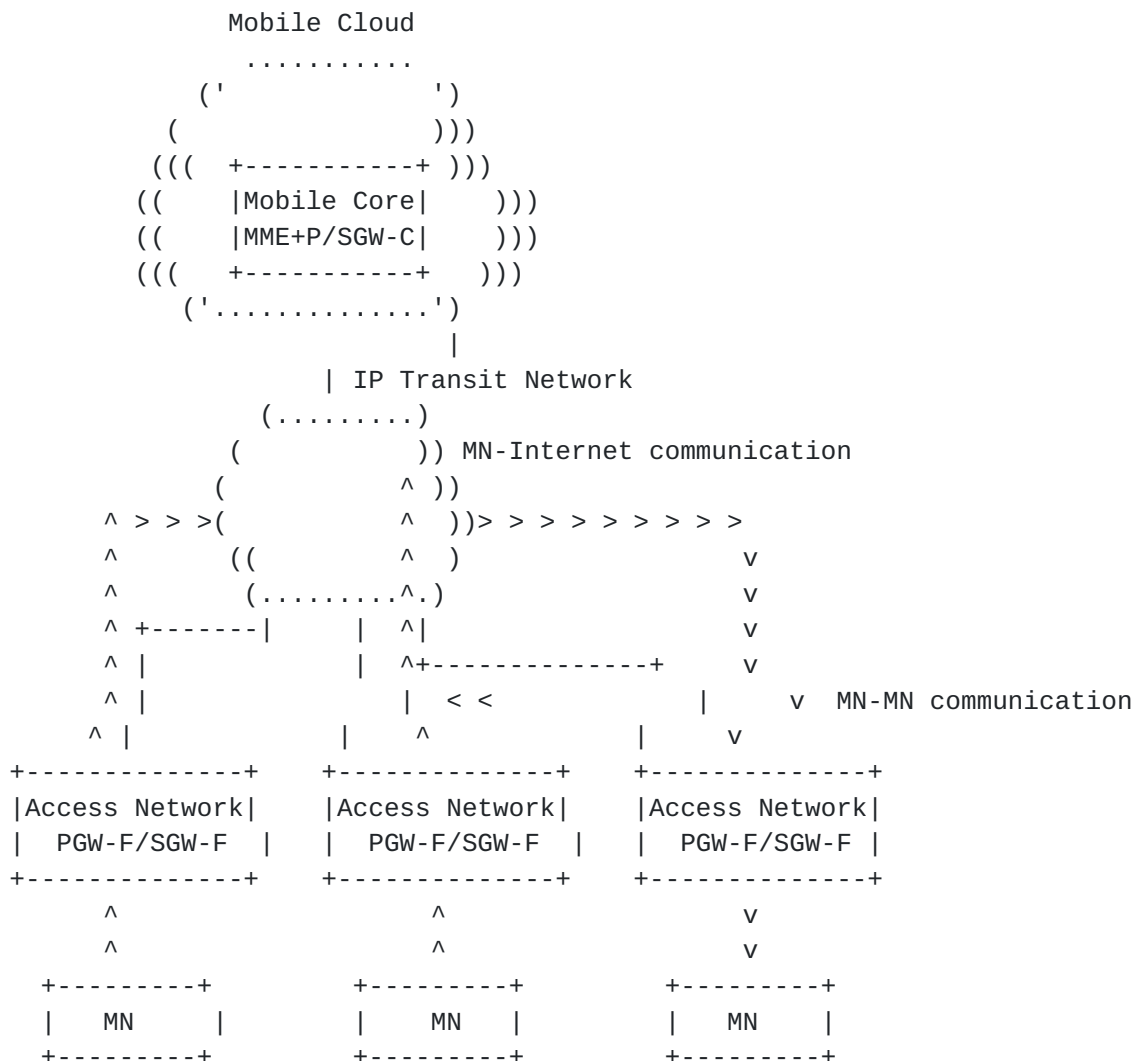 Mobile Cloud
Mobile Core
MME+P/SGW-C
IP Transit Network
MN-Internet communication
MN-MN communication
Access Network Access Network Access Network
PGW-F/SGW-F PGW-F/SGW-F PGW-F/SGW-F
MN MN MN